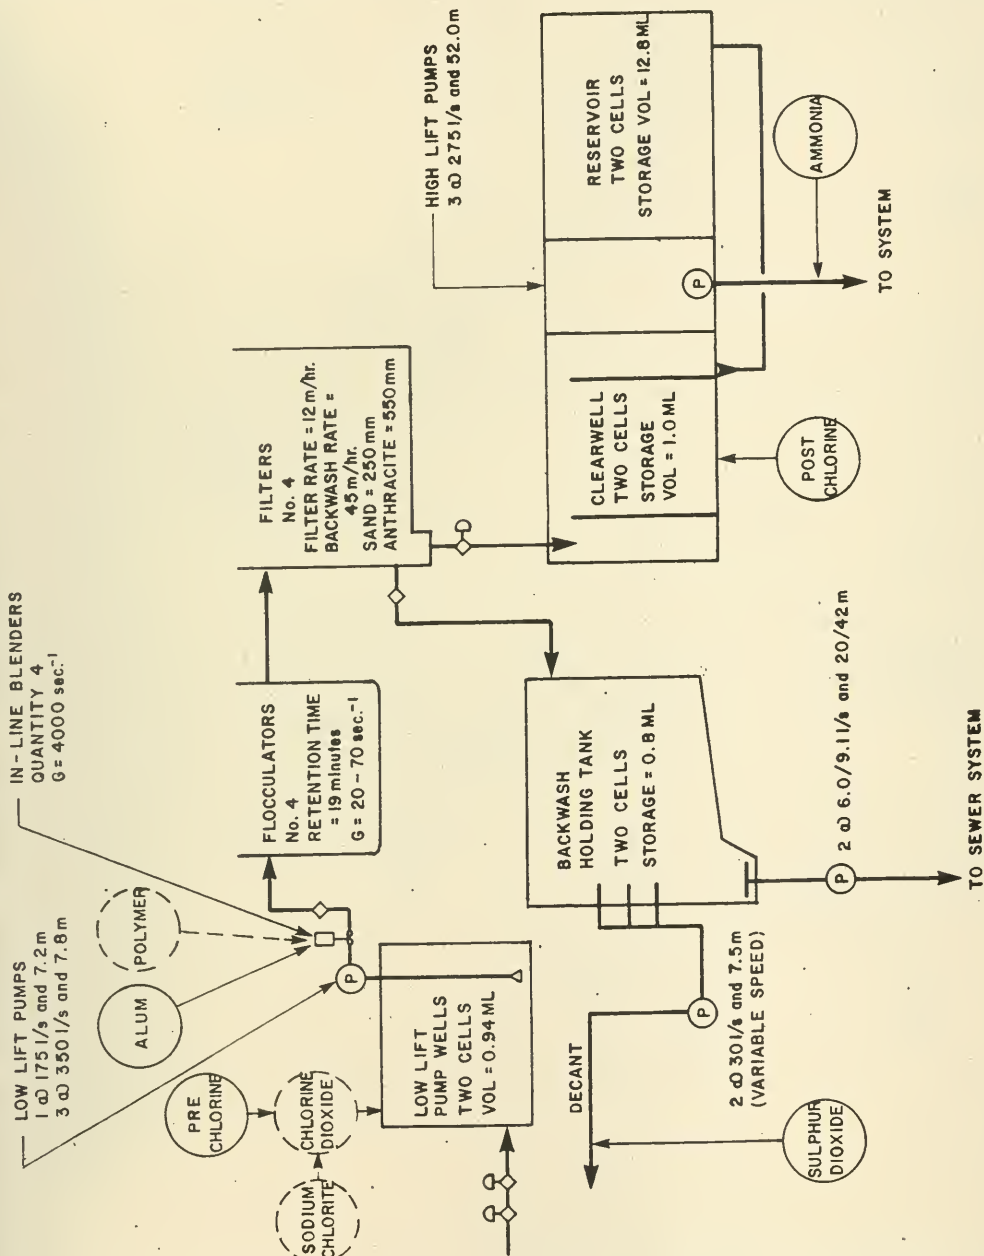 IN-LINE BLENDERS
QUANTITY 4
G=4000 sec.⁻¹
LOW LIFT PUMPS
1 @ 175 l/s and 7.2m
3 @ 350 l/s and 7.8m
POLYMER
ALUM
PRE
CHLORINE
CHLORINE
DIOXIDE
SODIUM
CHLORITE
LOW LIFT
PUMP WELLS
TWO CELLS
VOL = 0.94 ML
P
FLOCCULATORS
No. 4
RETENTION TIME
= 19 minutes
G = 20 - 70 sec.⁻¹
FILTERS
No. 4
FILTER RATE = 12 m/hr.
BACKWASH RATE =
45 m/hr.
SAND = 250 mm
ANTHRACITE = 550mm
HIGH LIFT PUMPS
3 @ 275 l/s and 52.0m
CLEARWELL
TWO CELLS
STORAGE
VOL = 1.0 ML
P
RESERVOIR
TWO CELLS
STORAGE VOL = 12.8 ML
POST
CHLORINE
AMMONIA
TO SYSTEM
BACKWASH
HOLDING TANK
TWO CELLS
STORAGE = 0.8 ML
DECANT
P
2 @ 30 l/s and 7.5m
(VARIABLE SPEED)
SULPHUR
DIOXIDE
P
2 @ 6.0/9.1 l/s and 20/42 m
TO SEWER SYSTEM